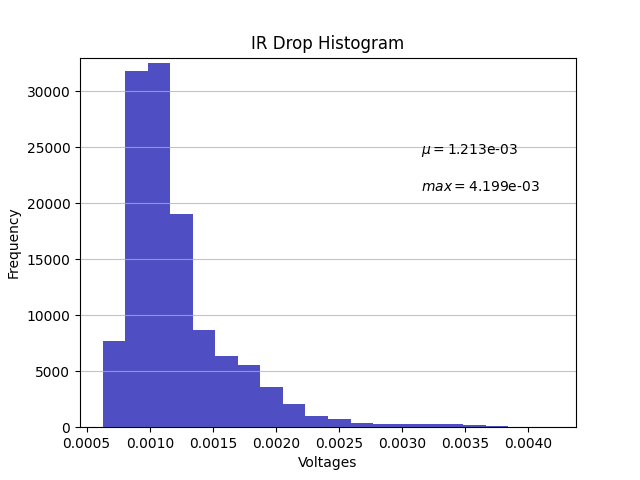 IR Drop Histogram
30000
25000
20000
15000
10000
5000
0
Frequency
μ = 1.213e-03
max = 4.199e-03
0.0005 0.0010 0.0015 0.0020 0.0025 0.0030 0.0035 0.0040
Voltages